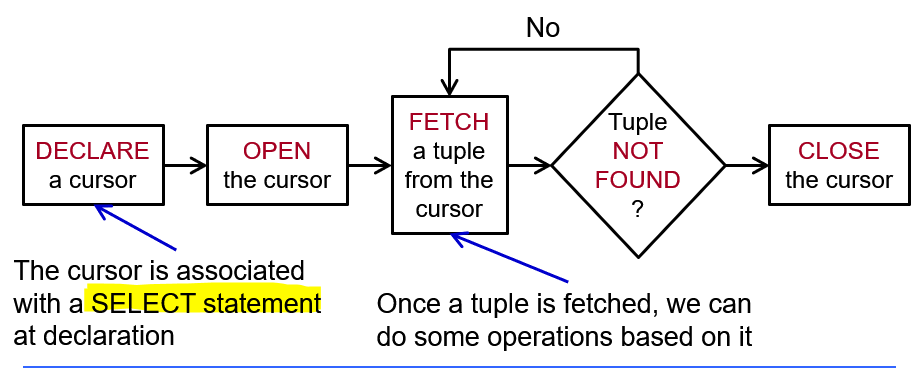 No
DECLARE
a cursor
OPEN
the cursor
FETCH
a tuple
from the
cursor
Tuple
NOT
FOUND
?
CLOSE
the cursor
The cursor is associated
with a SELECT statement
at declaration
Once a tuple is fetched, we can
do some operations based on it